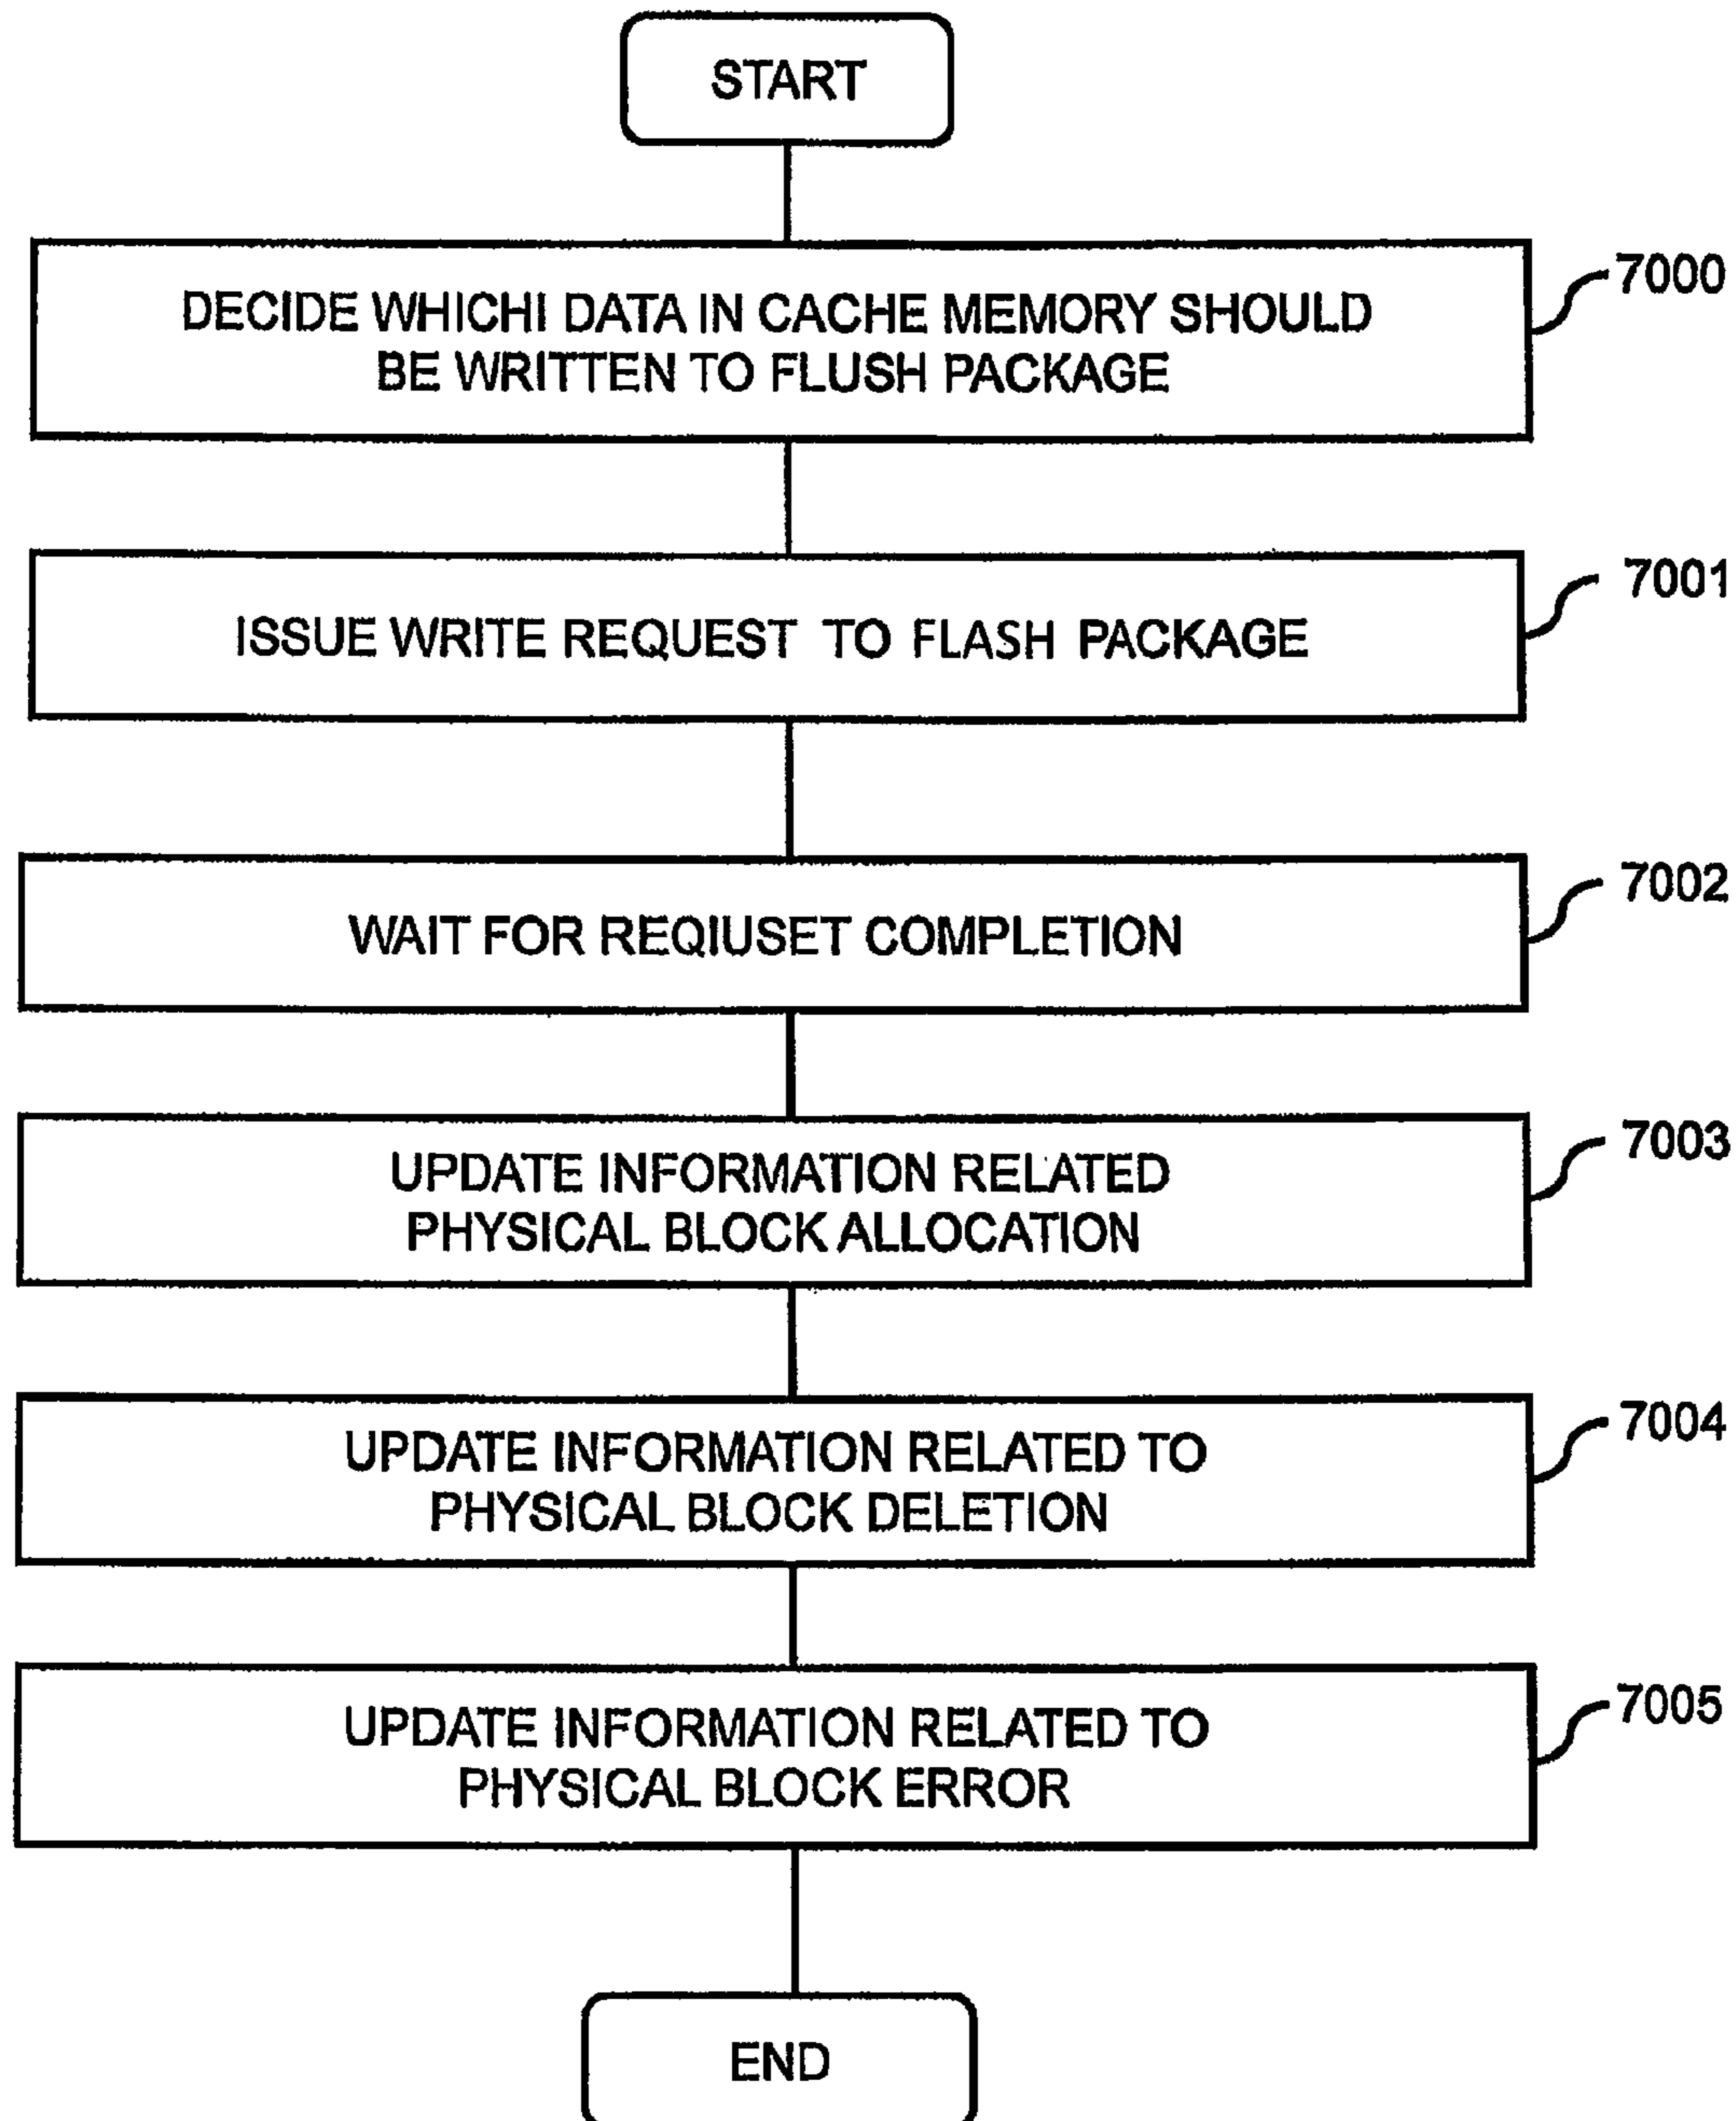 START
DECIDE WHICHI DATA IN CACHE MEMORY SHOULD
BE WRITTEN TO FLUSH PACKAGE
7000
ISSUE WRITE REQUEST TO FLASH PACKAGE
7001
WAIT FOR REQIUSET COMPLETION
7002
UPDATE INFORMATION RELATED
PHYSICAL BLOCK ALLOCATION
7003
UPDATE INFORMATION RELATED TO
PHYSICAL BLOCK DELETION
7004
UPDATE INFORMATION RELATED TO
PHYSICAL BLOCK ERROR
7005
END